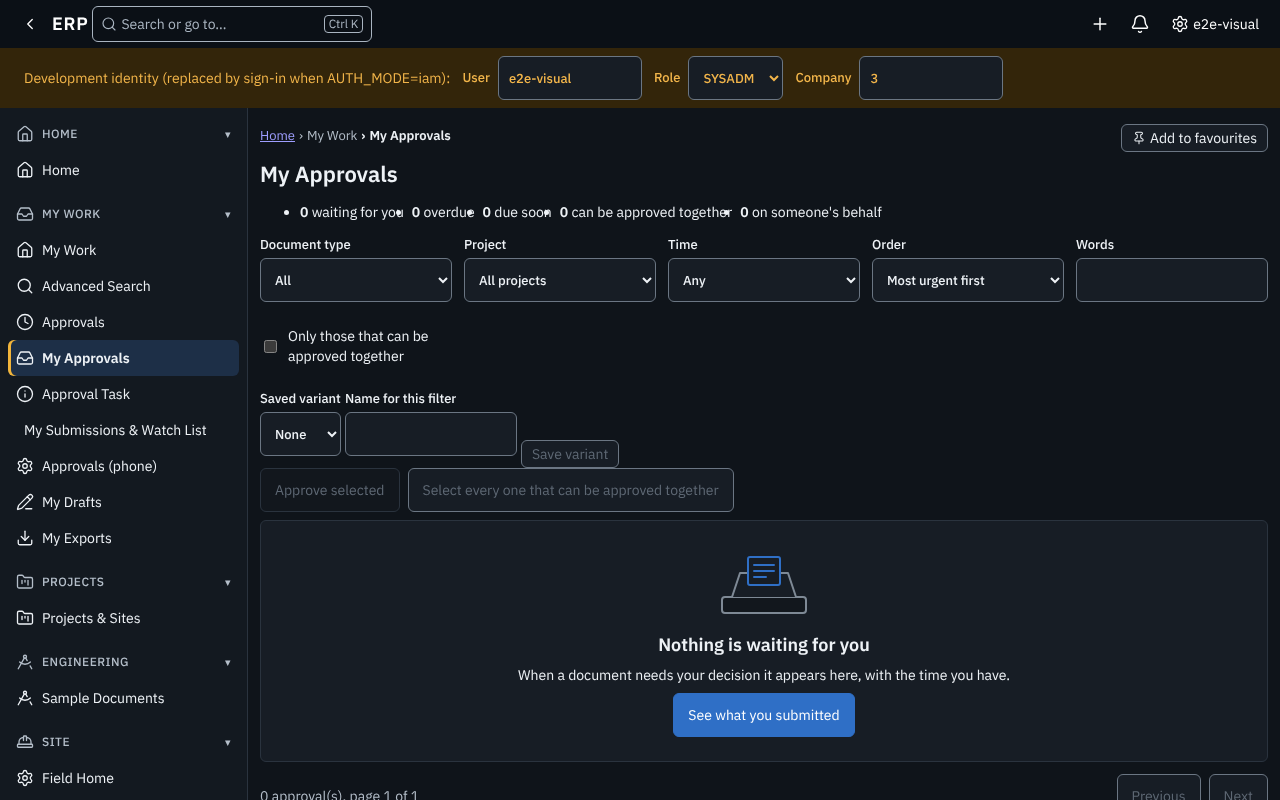 ERP
Search or go to...
Ctrl K
e2e-visual
Development identity (replaced by sign-in when AUTH_MODE=iam):
User
e2e-visual
Role
SYSADM
Company
3
HOME
Home
MY WORK
My Work
Advanced Search
Approvals
My Approvals
Approval Task
My Submissions & Watch List
Approvals (phone)
My Drafts
My Exports
PROJECTS
Projects & Sites
ENGINEERING
Sample Documents
SITE
Field Home
Home › My Work › My Approvals
Add to favourites
My Approvals
0 waiting for you 0 overdue 0 due soon 0 can be approved together 0 on someone's behalf
Document type
All
Project
All projects
Time
Any
Order
Most urgent first
Words
Only those that can be
approved together
Saved variant
None
Name for this filter
Save variant
Approve selected
Select every one that can be approved together
Nothing is waiting for you
When a document needs your decision it appears here, with the time you have.
See what you submitted
0 approval(s), page 1 of 1
Previous
Next